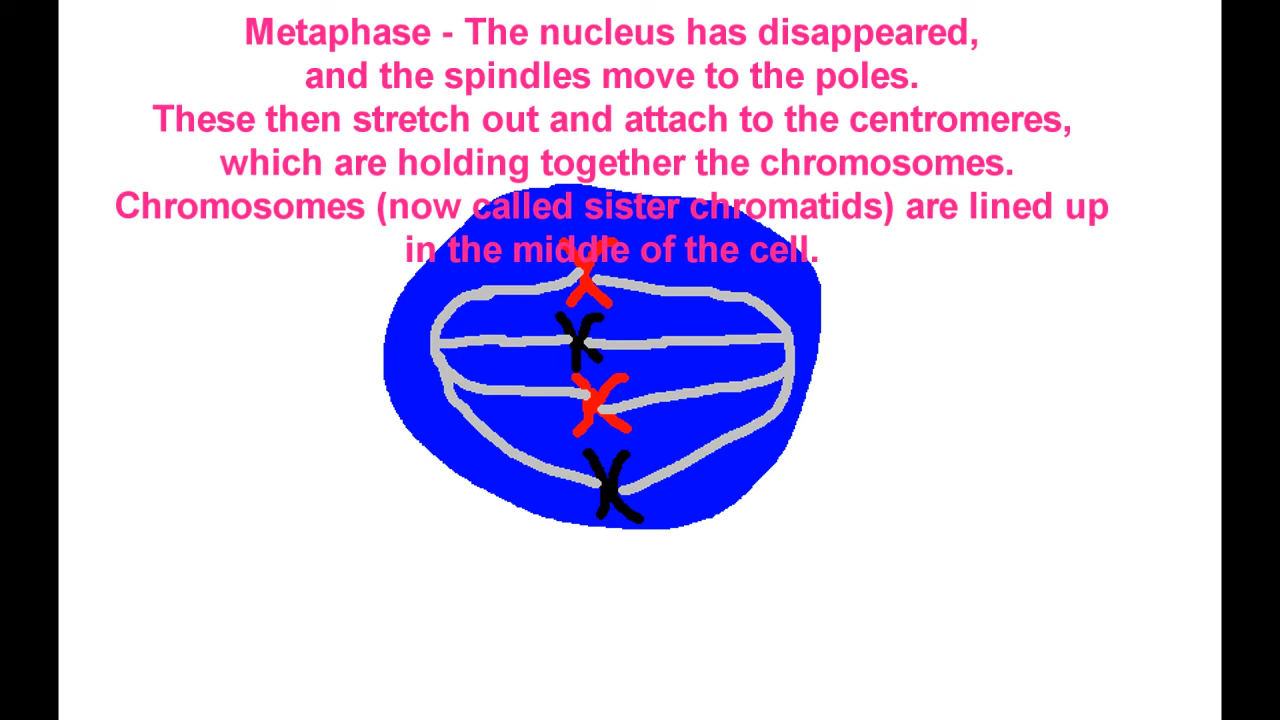 Metaphase - The nucleus has disappeared,
and the spindles move to the poles.
These then stretch out and attach to the centromeres,
which are holding together the chromosomes.
Chromosomes (now called sister chromatids) are lined up
in the middle of the cell.